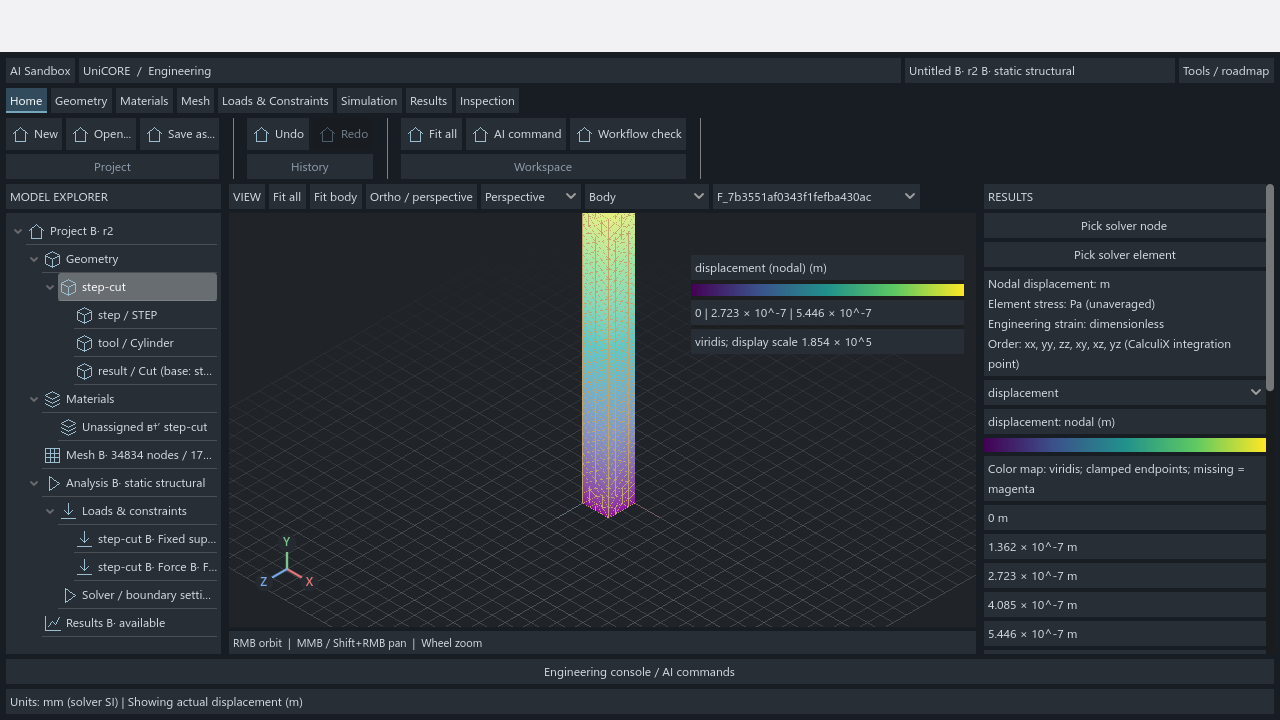 AI Sandbox
UniCORE / Engineering
Untitled В· r2 В· static structural
Tools / roadmap
Home
Geometry
Materials
Mesh
Loads & Constraints
Simulation
Results
Inspection
New
Open...
Save as...
Undo
Redo
Fit all
AI command
Workflow check
Project
History
Workspace
MODEL EXPLORER
VIEW
Fit all
Fit body
Ortho / perspective
Perspective
Body
F_7b3551af0343f1fefba430ac
RESULTS
Project В· r2
Geometry
step-cut
step / STEP
tool / Cylinder
result / Cut (base: st...
Materials
Unassigned в†’ step-cut
Mesh В· 34834 nodes / 17...
Analysis В· static structural
Loads & constraints
step-cut В· Fixed sup...
step-cut В· Force В· F...
Solver / boundary setti...
Results В· available
displacement (nodal) (m)
0 | 2.723 × 10^-7 | 5.446 × 10^-7
viridis; display scale 1.854 × 10^5
Y
Z
X
RMB orbit | MMB / Shift+RMB pan | Wheel zoom
Pick solver node
Pick solver element
Nodal displacement: m
Element stress: Pa (unaveraged)
Engineering strain: dimensionless
Order: xx, yy, zz, xy, xz, yz (CalculiX integration
point)
displacement
displacement: nodal (m)
Color map: viridis; clamped endpoints; missing =
magenta
0 m
1.362 × 10^-7 m
2.723 × 10^-7 m
4.085 × 10^-7 m
5.446 × 10^-7 m
Engineering console / AI commands
Units: mm (solver SI) | Showing actual displacement (m)